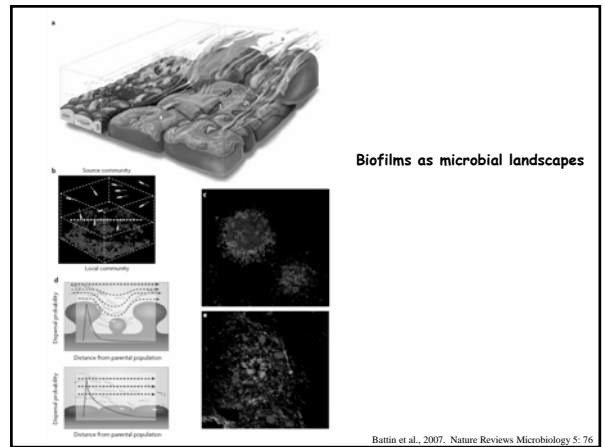 a
Biofilms as microbial landscapes
b
Source community
Local community
c
d
Dispersal probability
Distance from parental population
e
Dispersal probability
Distance from parental population
Battin et al., 2007. Nature Reviews Microbiology 5: 76